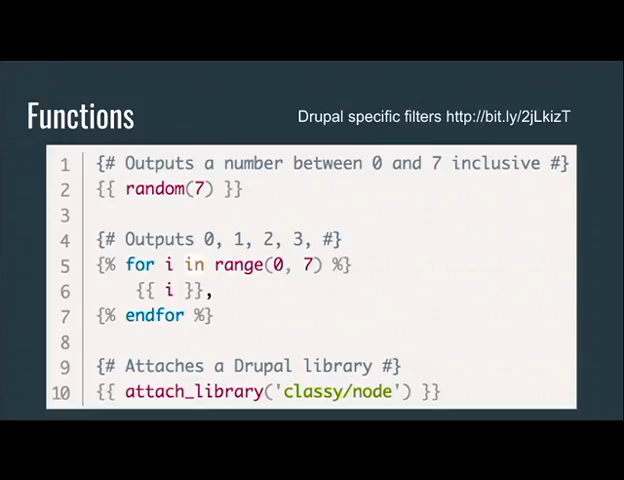 Functions
Drupal specific filters http://bit.ly/2jLkizT
1 {# Outputs a number between 0 and 7 inclusive #}
2 {{ random(7) }}
3
4 {# Outputs 0, 1, 2, 3, #}
5 {% for i in range(0, 7) %}
6 {{ i }},
7 {% endfor %}
8
9 {# Attaches a Drupal library #}
10 {{ attach_library('classy/node') }}